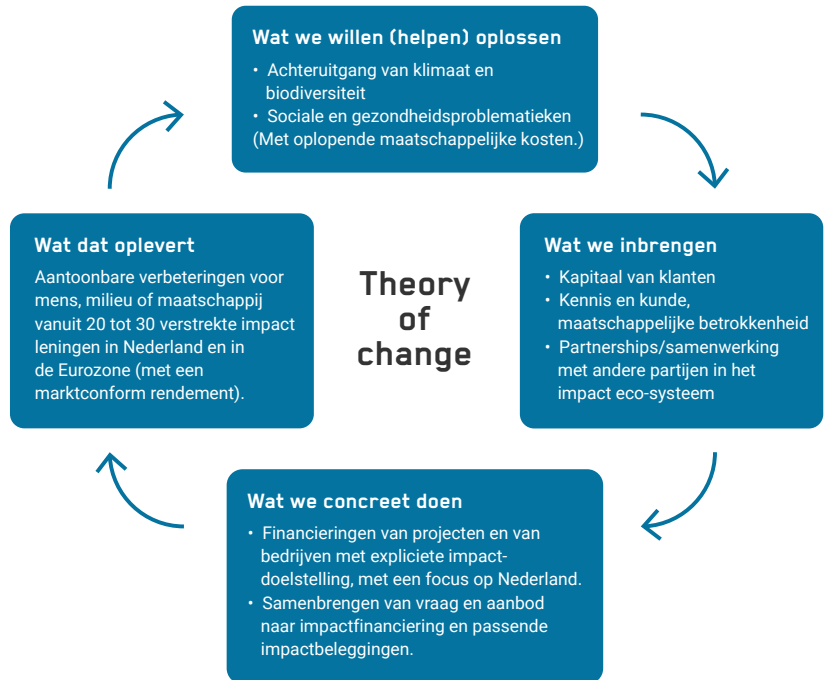 Wat we willen (helpen) oplossen
• Achteruitgang van klimaat en
biodiversiteit
• Sociale en gezondheidsproblematieken
(Met oplopende maatschappelijke kosten.)
Wat dat oplevert
Aantoonbare verbeteringen voor
mens, milieu of maatschappij
vanuit 20 tot 30 verstrekte impact
leningen in Nederland en in
de Eurozone (met een
marktconform rendement).
Theory
of
change
Wat we inbrengen
• Kapitaal van klanten
• Kennis en kunde,
maatschappelijke betrokkenheid
• Partnerships/samenwerking
met andere partijen in het
impact eco-systeem
Wat we concreet doen
• Financieringen van projecten en van
bedrijven met expliciete impact-
doelstelling, met een focus op Nederland.
• Samenbrengen van vraag en aanbod
naar impactfinanciering en passende
impactbeleggingen.